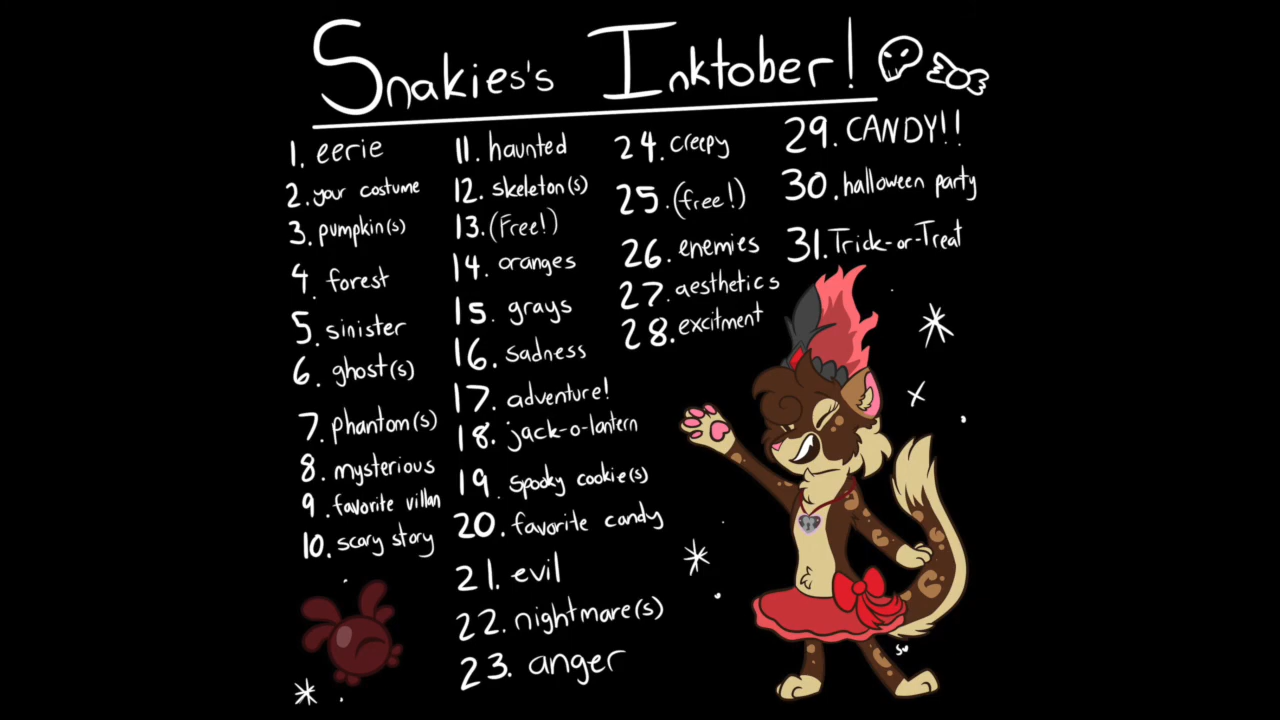 Snakies's Inktober!
1. eerie
2. your costume
3. pumpkin(s)
4. forest
5. sinister
6. ghost(s)
7. phantom(s)
8. mysterious
9. favorite villan
10. scary story
11. haunted
12. skeleton(s)
13. (Free!)
14. oranges
15. grays
16. sadness
17. adventure!
18. jack-o-lantern
19. spooky cookie(s)
20. favorite candy
21. evil
22. nightmare(s)
23. anger
24. creepy
25. (free!)
26. enemies
27. aesthetics
28. excitment
29. CANDY!!
30. halloween party
31. Trick-or-Treat